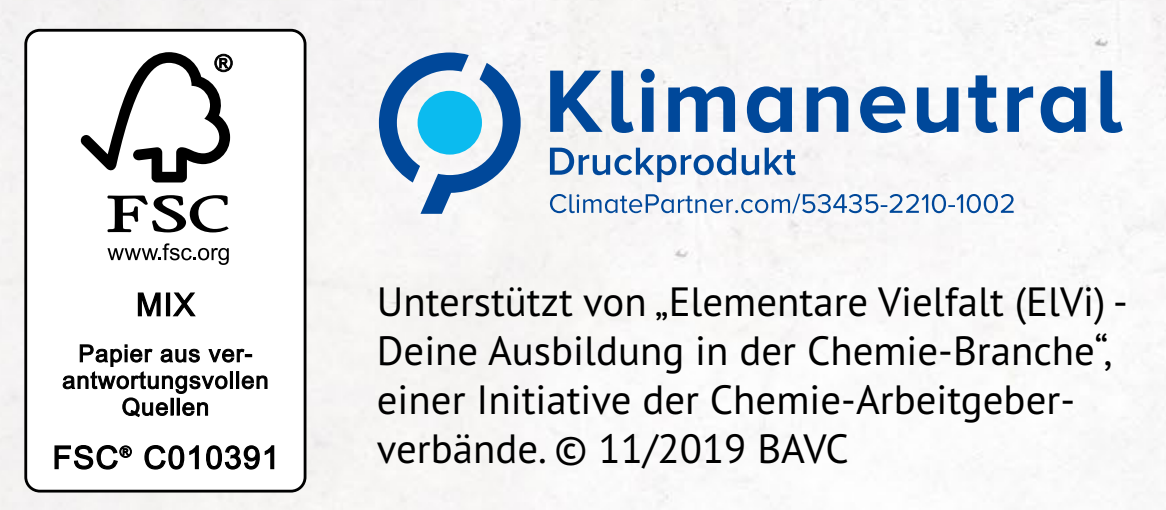 ®
FSC
www.fsc.org
MIX
Papier aus ver-
antwortungsvollen
Quellen
FSC® C010391
Klimaneutral
Druckprodukt
ClimatePartner.com/53435-2210-1002
Unterstützt von „Elementare Vielfalt (ElVi) -
Deine Ausbildung in der Chemie-Branche“,
einer Initiative der Chemie-Arbeitgeber-
verbände. © 11/2019 BAVC